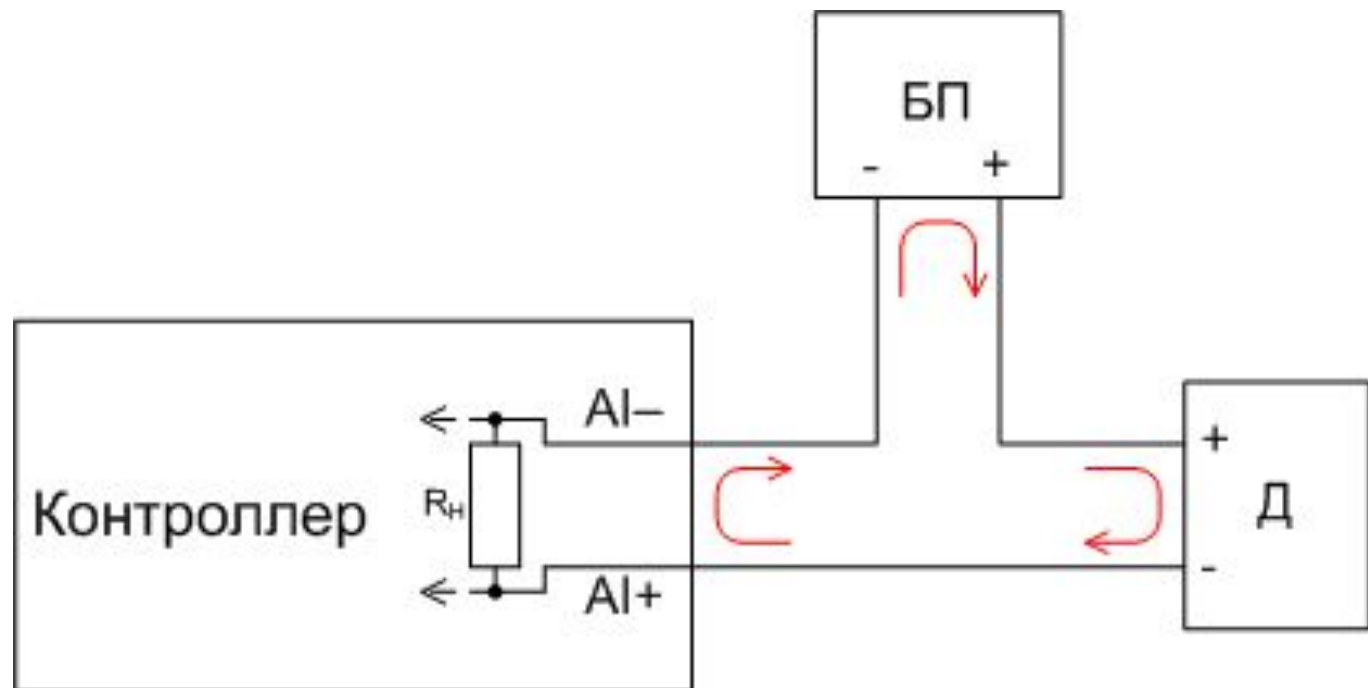 БП
- +
AI–
+
Контроллер
Rн
Д
-
AI+